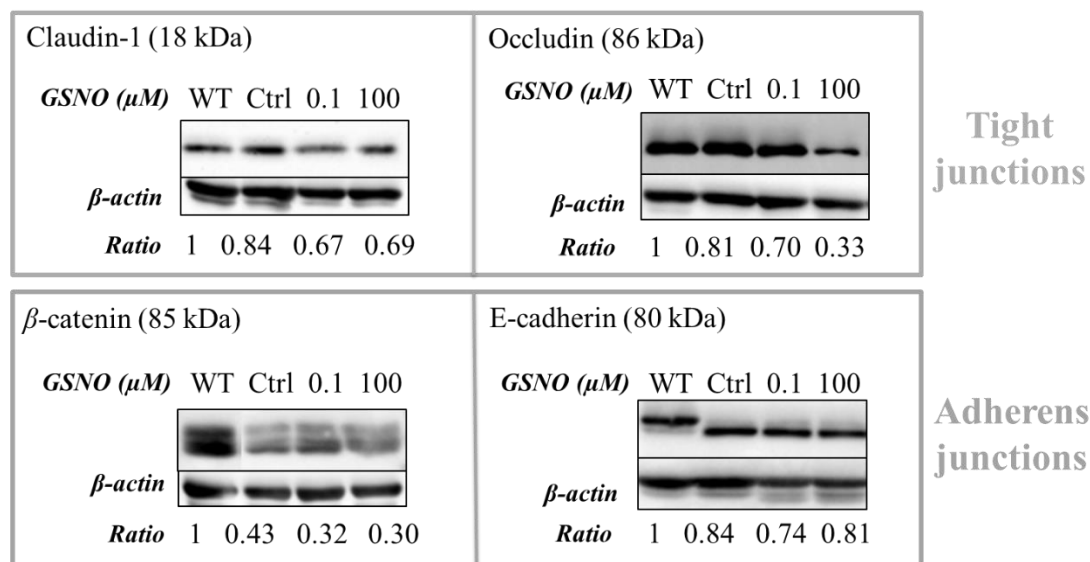 Claudin-1 (18 kDa)
GSNO (µM) WT Ctrl 0.1 100
β-actin
Ratio 1 0.84 0.67 0.69
Occludin (86 kDa)
GSNO (µM) WT Ctrl 0.1 100
β-actin
Ratio 1 0.81 0.70 0.33
Tight
junctions
β-catenin (85 kDa)
GSNO (µM) WT Ctrl 0.1 100
β-actin
Ratio 1 0.43 0.32 0.30
E-cadherin (80 kDa)
GSNO (µM) WT Ctrl 0.1 100
β-actin
Ratio 1 0.84 0.74 0.81
Adherens
junctions